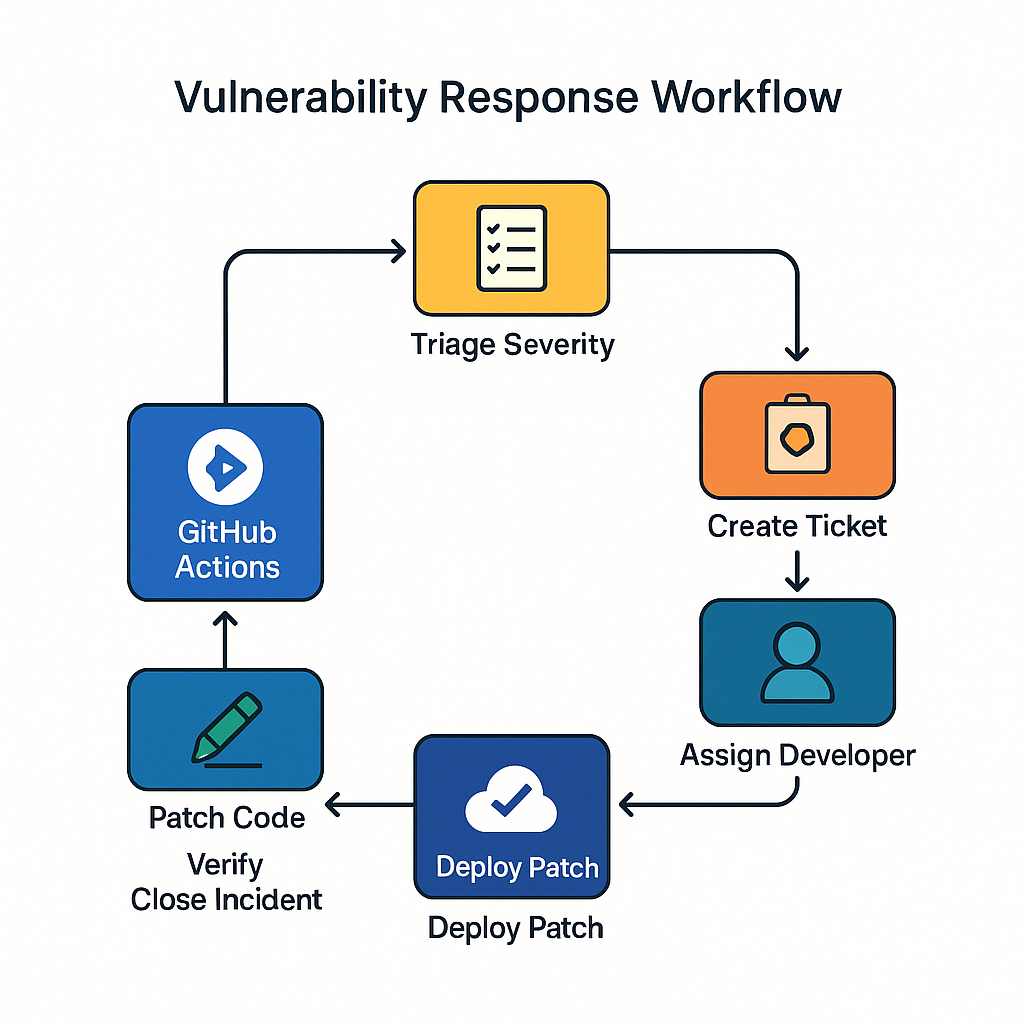 Vulnerability Response Workflow
Triage Severity
GitHub
Actions
Create Ticket
Assign Developer
Patch Code
Verify
Close Incident
Deploy Patch
Deploy Patch